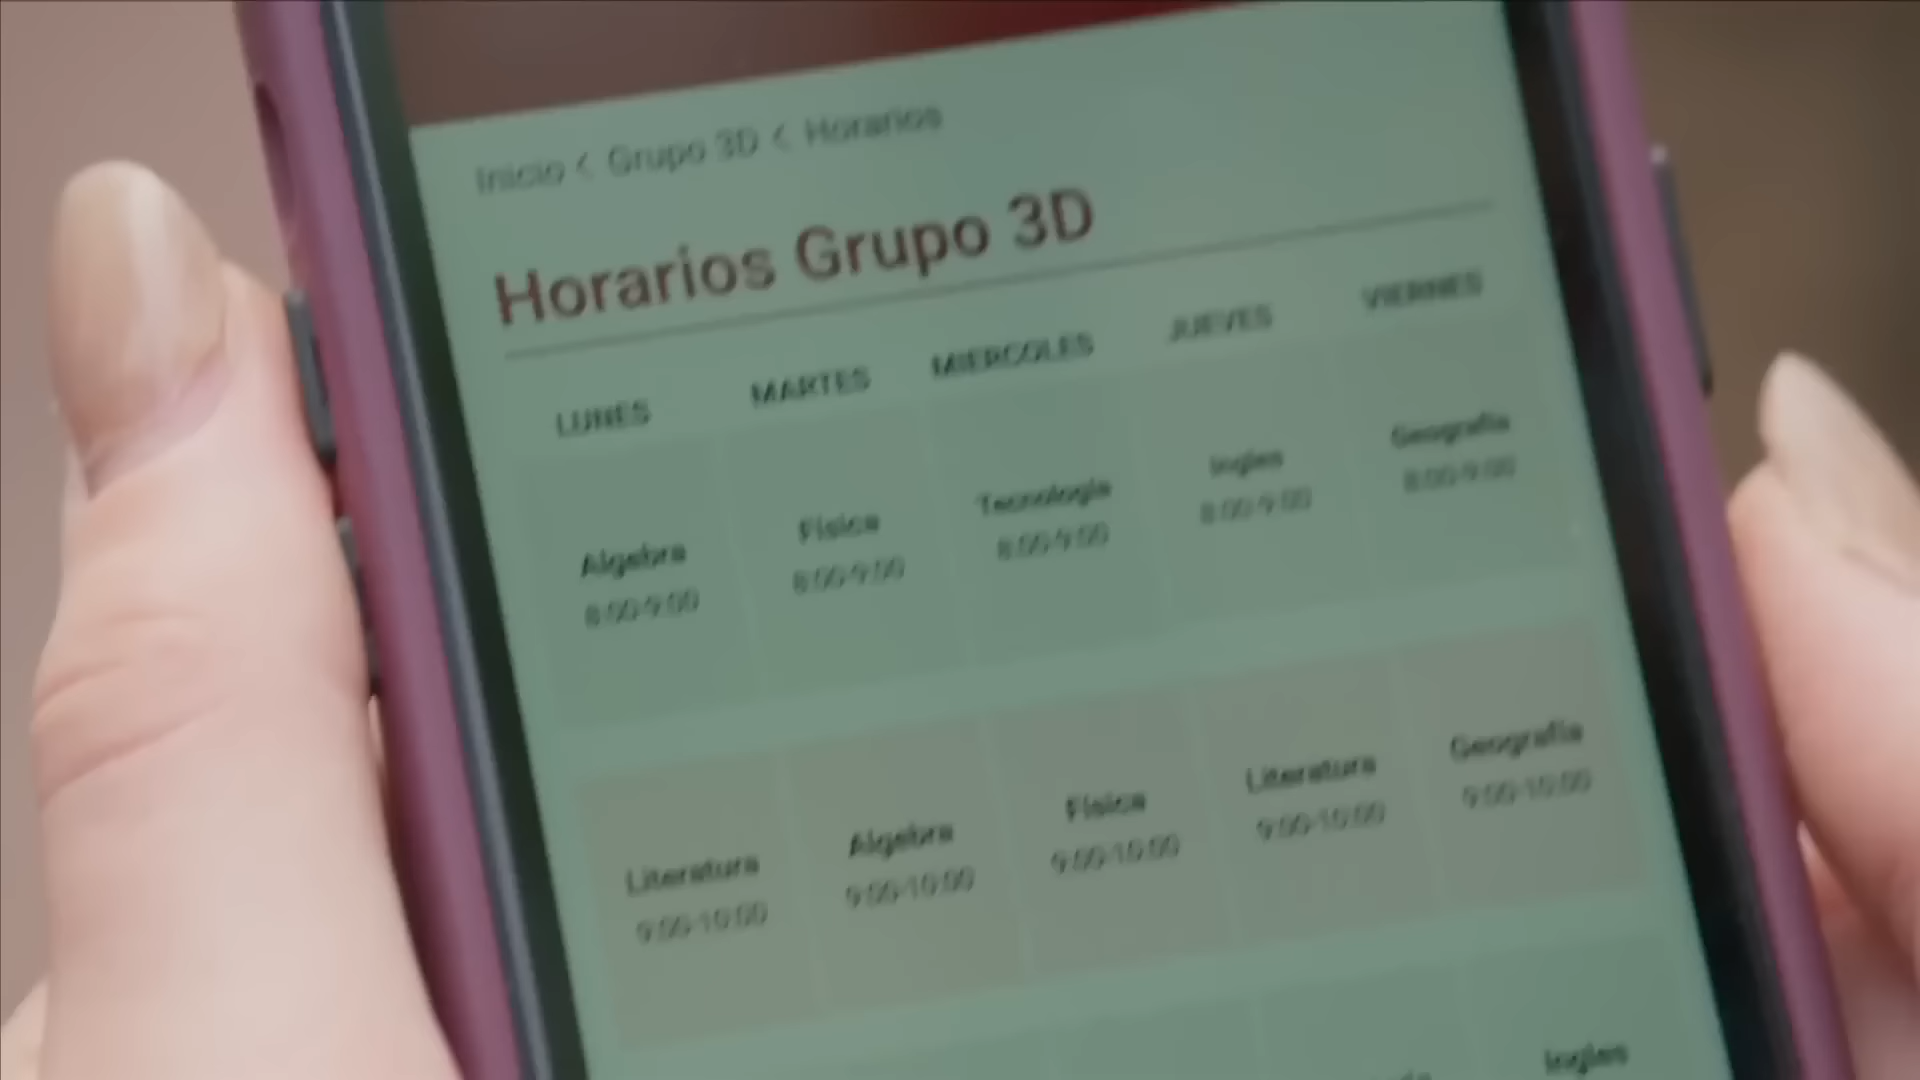 Inicio < Grupo 3D < Horarios
Horarios Grupo 3D
LUNES MARTES MIERCOLES JUEVES VIERNES
Algebra Fisica Tecnologia Ingles Geografia
8:00-9:00 8:00-9:00 8:00-9:00 8:00-9:00 8:00-9:00
Literatura Algebra Fisica Literatura Geografia
9:00-10:00 9:00-10:00 9:00-10:00 9:00-10:00 9:00-10:00
Ingles